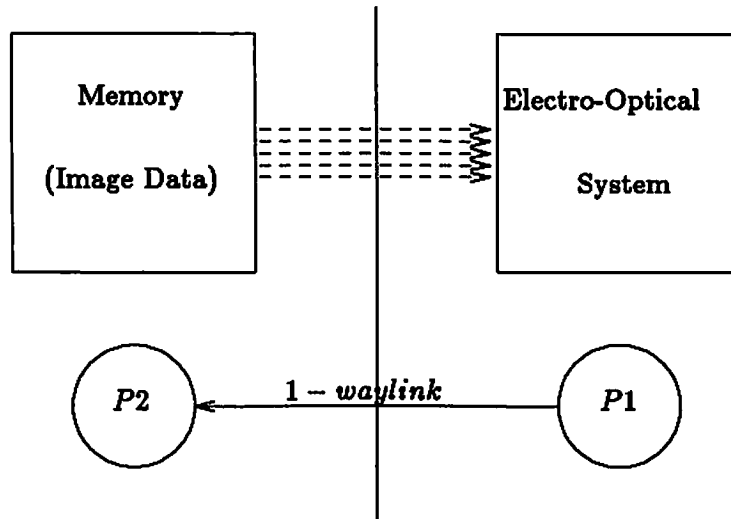 Memory
(Image Data)
Electro-Optical
System
P2
1 - waylink
P1